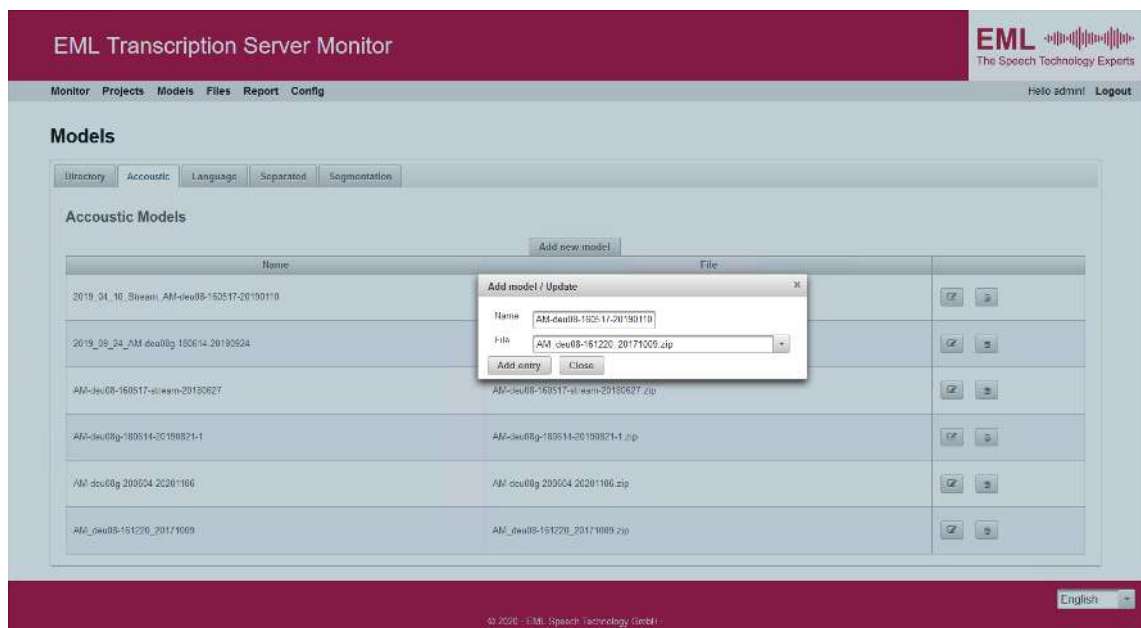 EML Transcription Server Monitor
EML
The Speech Technology Experts
Monitor Projects Models Files Report Config
Hello admin! Logout
Models
Directory Accoustic Language Separated Segmentation
Accoustic Models
Add new model
Name File
Add model / Update
2019_04_10_Stream_AM-deu08-160517-20190110
Name AM-deu08-160517-20190110
File AM_deu08-161220_20171009.zip
2019_09_24_AM-deu08g-180614-20190924
Add entry Close
AM-deu08-160517-stream-20180627 AM-deu08-160517-stream-20180627.zip
AM-deu08g-180614-20190821-1 AM-deu08g-180614-20190821-1.zip
AM-deu08g-200604-20201106 AM-deu08g-200604-20201106.zip
AM_deu08-161220_20171009 AM_deu08-161220_20171009.zip
English
© 2020 - EML Speech Technology GmbH -